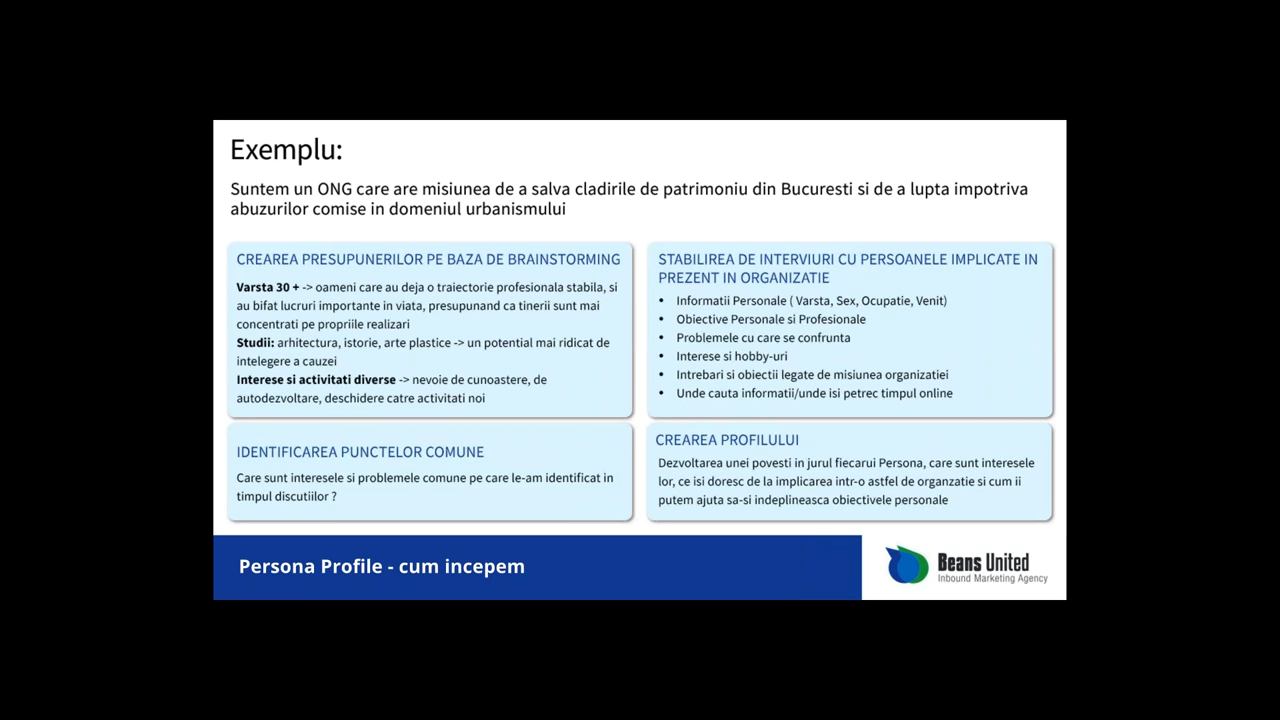 Exemplu:
Suntem un ONG care are misiunea de a salva cladirile de patrimoniu din Bucuresti si de a lupta impotriva
abuzurilor comise in domeniul urbanismului
CREAREA PRESUPUNERILOR PE BAZA DE BRAINSTORMING
Varsta 30 + -> oameni care au deja o traiectorie profesionala stabila, si
au bifat lucruri importante in viata, presupunand ca tinerii sunt mai
concentrati pe propriile realizari
Studii: arhitectura, istorie, arte plastice -> un potential mai ridicat de
intelegere a cauzei
Interese si activitati diverse -> nevoie de cunoastere, de
autodezvoltare, deschidere catre activitati noi
STABILIREA DE INTERVIURI CU PERSOANELE IMPLICATE IN
PREZENT IN ORGANIZATIE
• Informatii Personale ( Varsta, Sex, Ocupatie, Venit)
• Obiective Personale si Profesionale
• Problemele cu care se confrunta
• Interese si hobby-uri
• Intrebari si obiectii legate de misiunea organizatiei
• Unde cauta informatii/unde isi petrec timpul online
IDENTIFICAREA PUNCTELOR COMUNE
Care sunt interesele si problemele comune pe care le-am identificat in
timpul discutiilor ?
CREAREA PROFILULUI
Dezvoltarea unei povesti in jurul fiecarui Persona, care sunt interesele
lor, ce isi doresc de la implicarea intr-o astfel de organzatie si cum ii
putem ajuta sa-si indeplineasca obiectivele personale
Persona Profile - cum incepem
Beans United
Inbound Marketing Agency